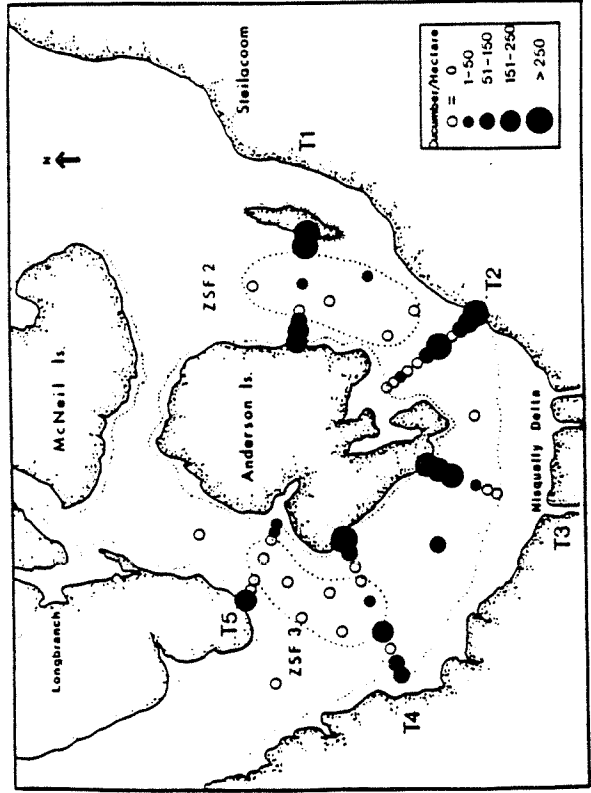 Steilacoom
N
T1
McNeil Is.
ZSF 2
Anderson Is.
T2
Longbranch
T5
ZSF 3
T4
T3
Nisqually Delta
Cucumber/Hectare
= 0
1-50
51-150
151-250
> 250